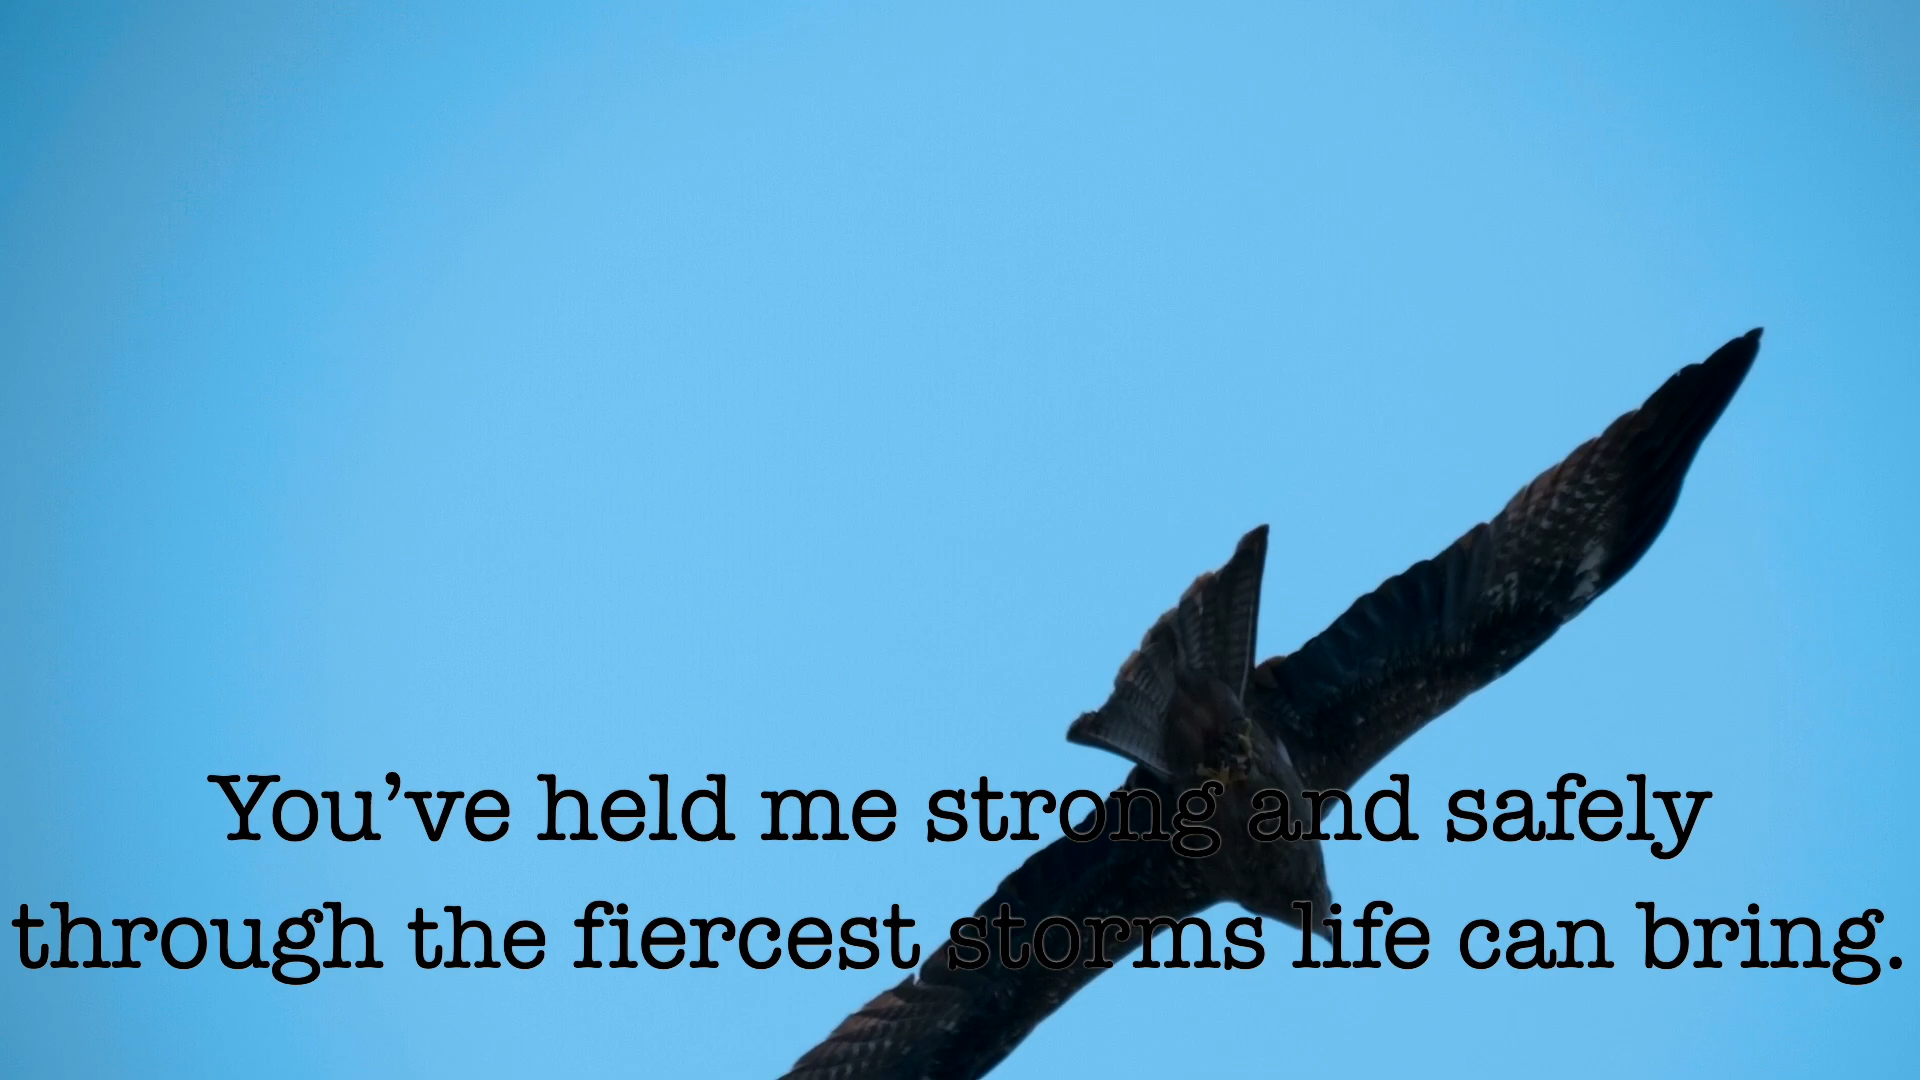 You’ve held me strong and safely
through the fiercest storms life can bring.